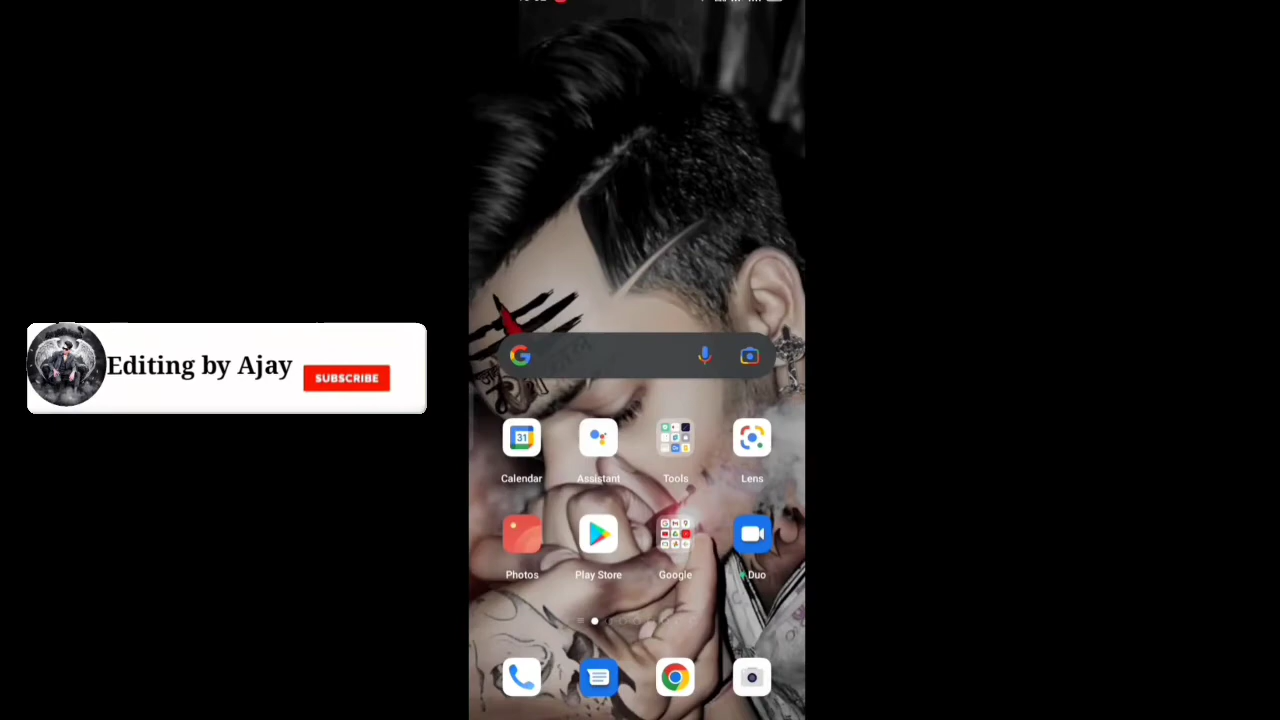 Editing by Ajay
SUBSCRIBE
31
Calendar
Assistant
Tools
Lens
Photos
Play Store
Google
Duo